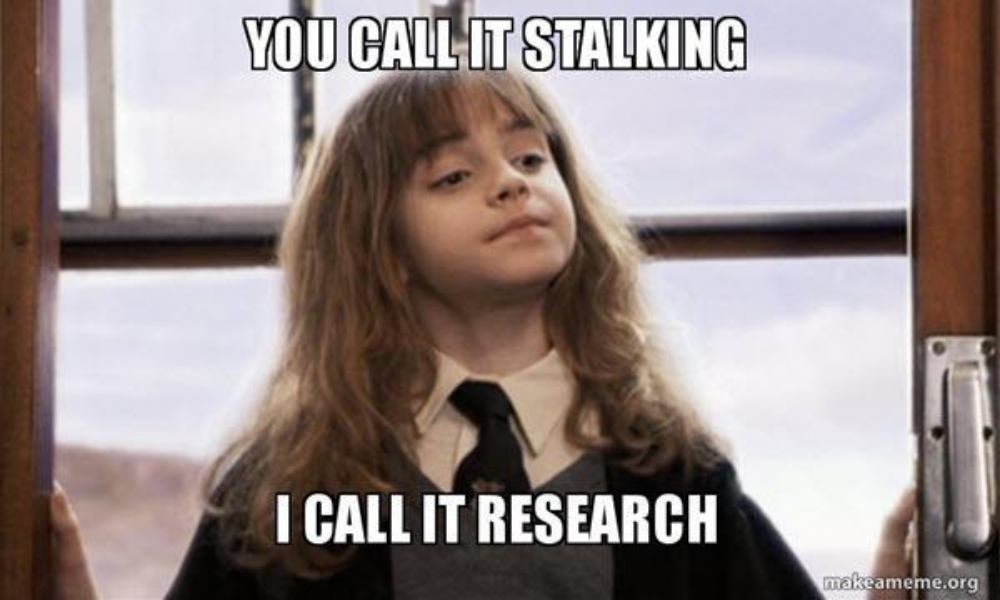 YOU CALL IT STALKING
I CALL IT RESEARCH
makeameme.org